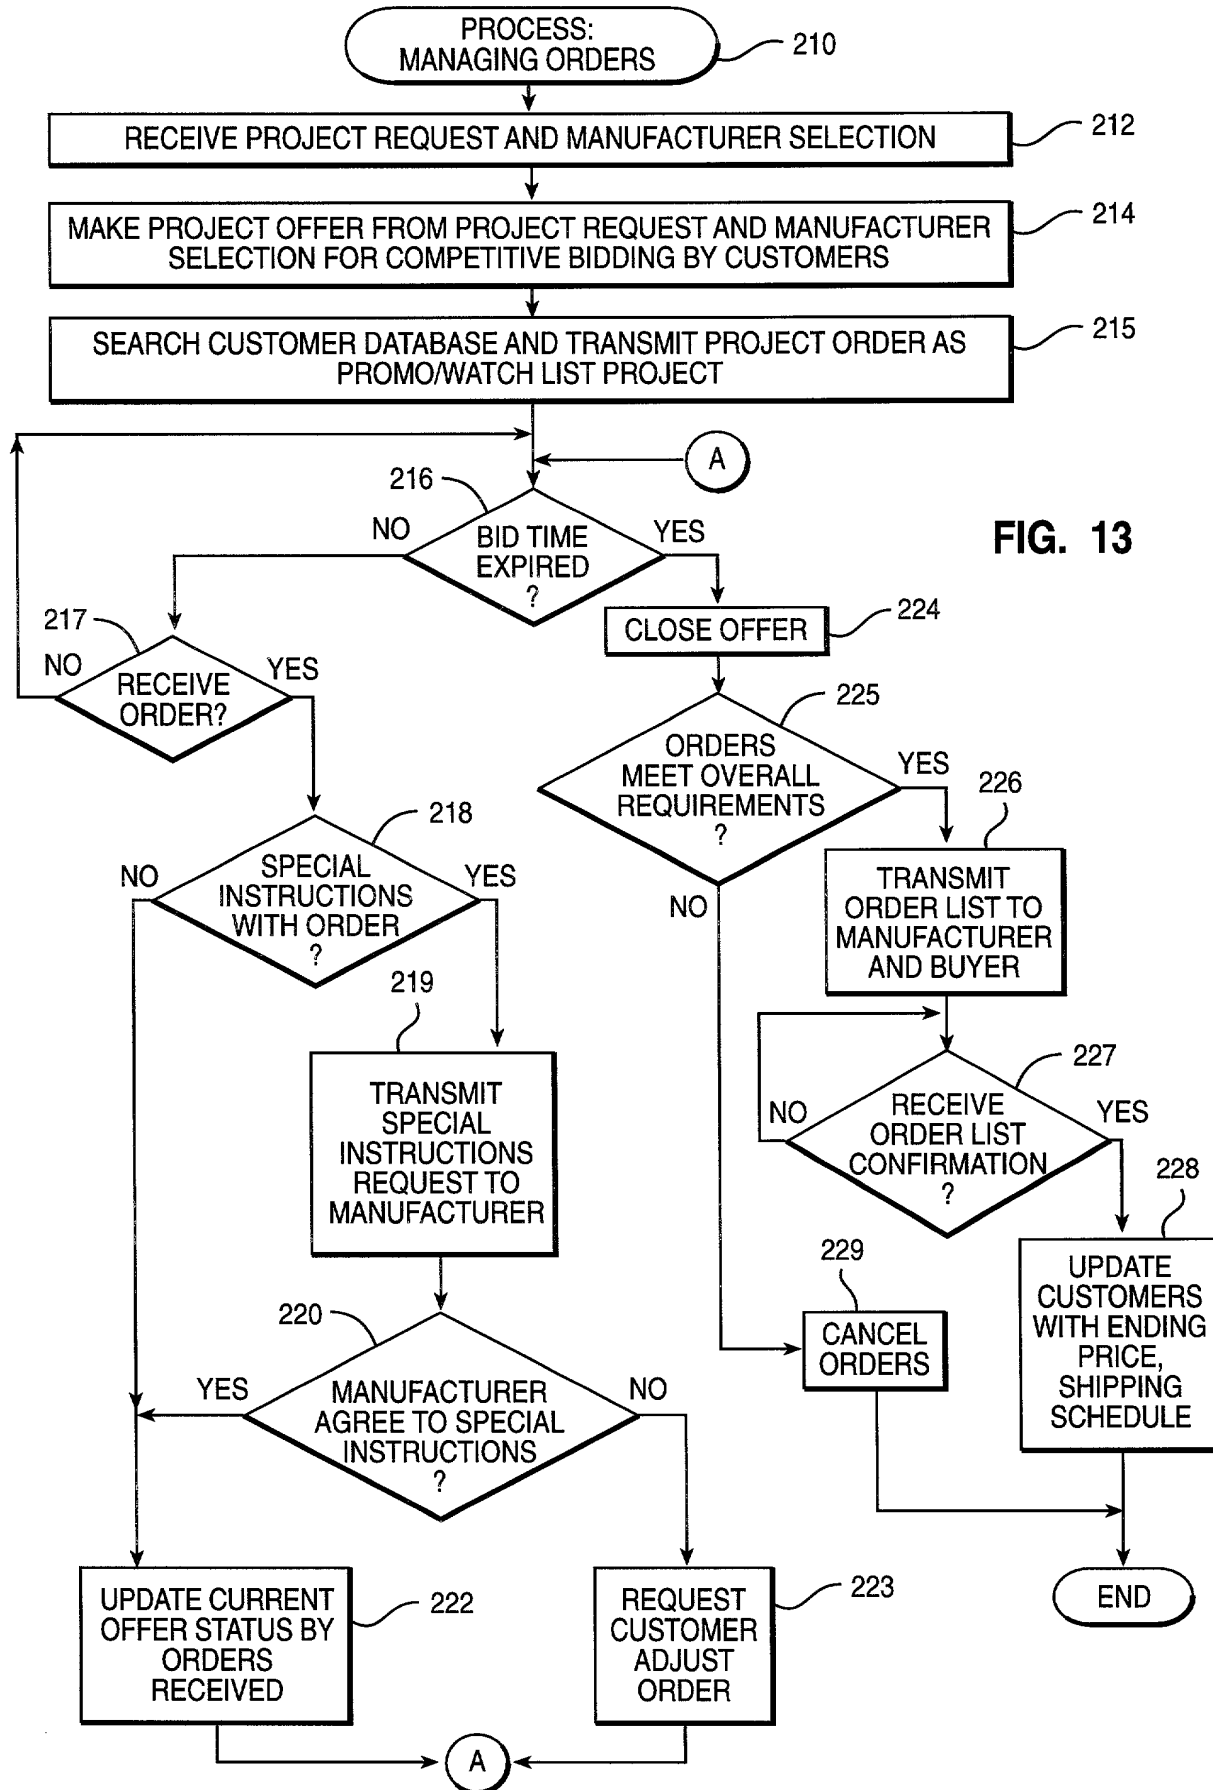 PROCESS:
MANAGING ORDERS
210
RECEIVE PROJECT REQUEST AND MANUFACTURER SELECTION
212
MAKE PROJECT OFFER FROM PROJECT REQUEST AND MANUFACTURER
SELECTION FOR COMPETITIVE BIDDING BY CUSTOMERS
214
SEARCH CUSTOMER DATABASE AND TRANSMIT PROJECT ORDER AS
PROMO/WATCH LIST PROJECT
215
A
216
NO
YES
BID TIME
EXPIRED
?
FIG. 13
217
NO
YES
RECEIVE
ORDER?
CLOSE OFFER
224
225
ORDERS
MEET OVERALL
REQUIREMENTS
?
YES
NO
218
NO
YES
SPECIAL
INSTRUCTIONS
WITH ORDER
?
226
TRANSMIT
ORDER LIST TO
MANUFACTURER
AND BUYER
219
TRANSMIT
SPECIAL
INSTRUCTIONS
REQUEST TO
MANUFACTURER
227
NO
YES
RECEIVE
ORDER LIST
CONFIRMATION
?
228
UPDATE
CUSTOMERS
WITH ENDING
PRICE,
SHIPPING
SCHEDULE
229
CANCEL
ORDERS
220
YES
NO
MANUFACTURER
AGREE TO SPECIAL
INSTRUCTIONS
?
UPDATE CURRENT
OFFER STATUS BY
ORDERS
RECEIVED
222
REQUEST
CUSTOMER
ADJUST
ORDER
223
END
A